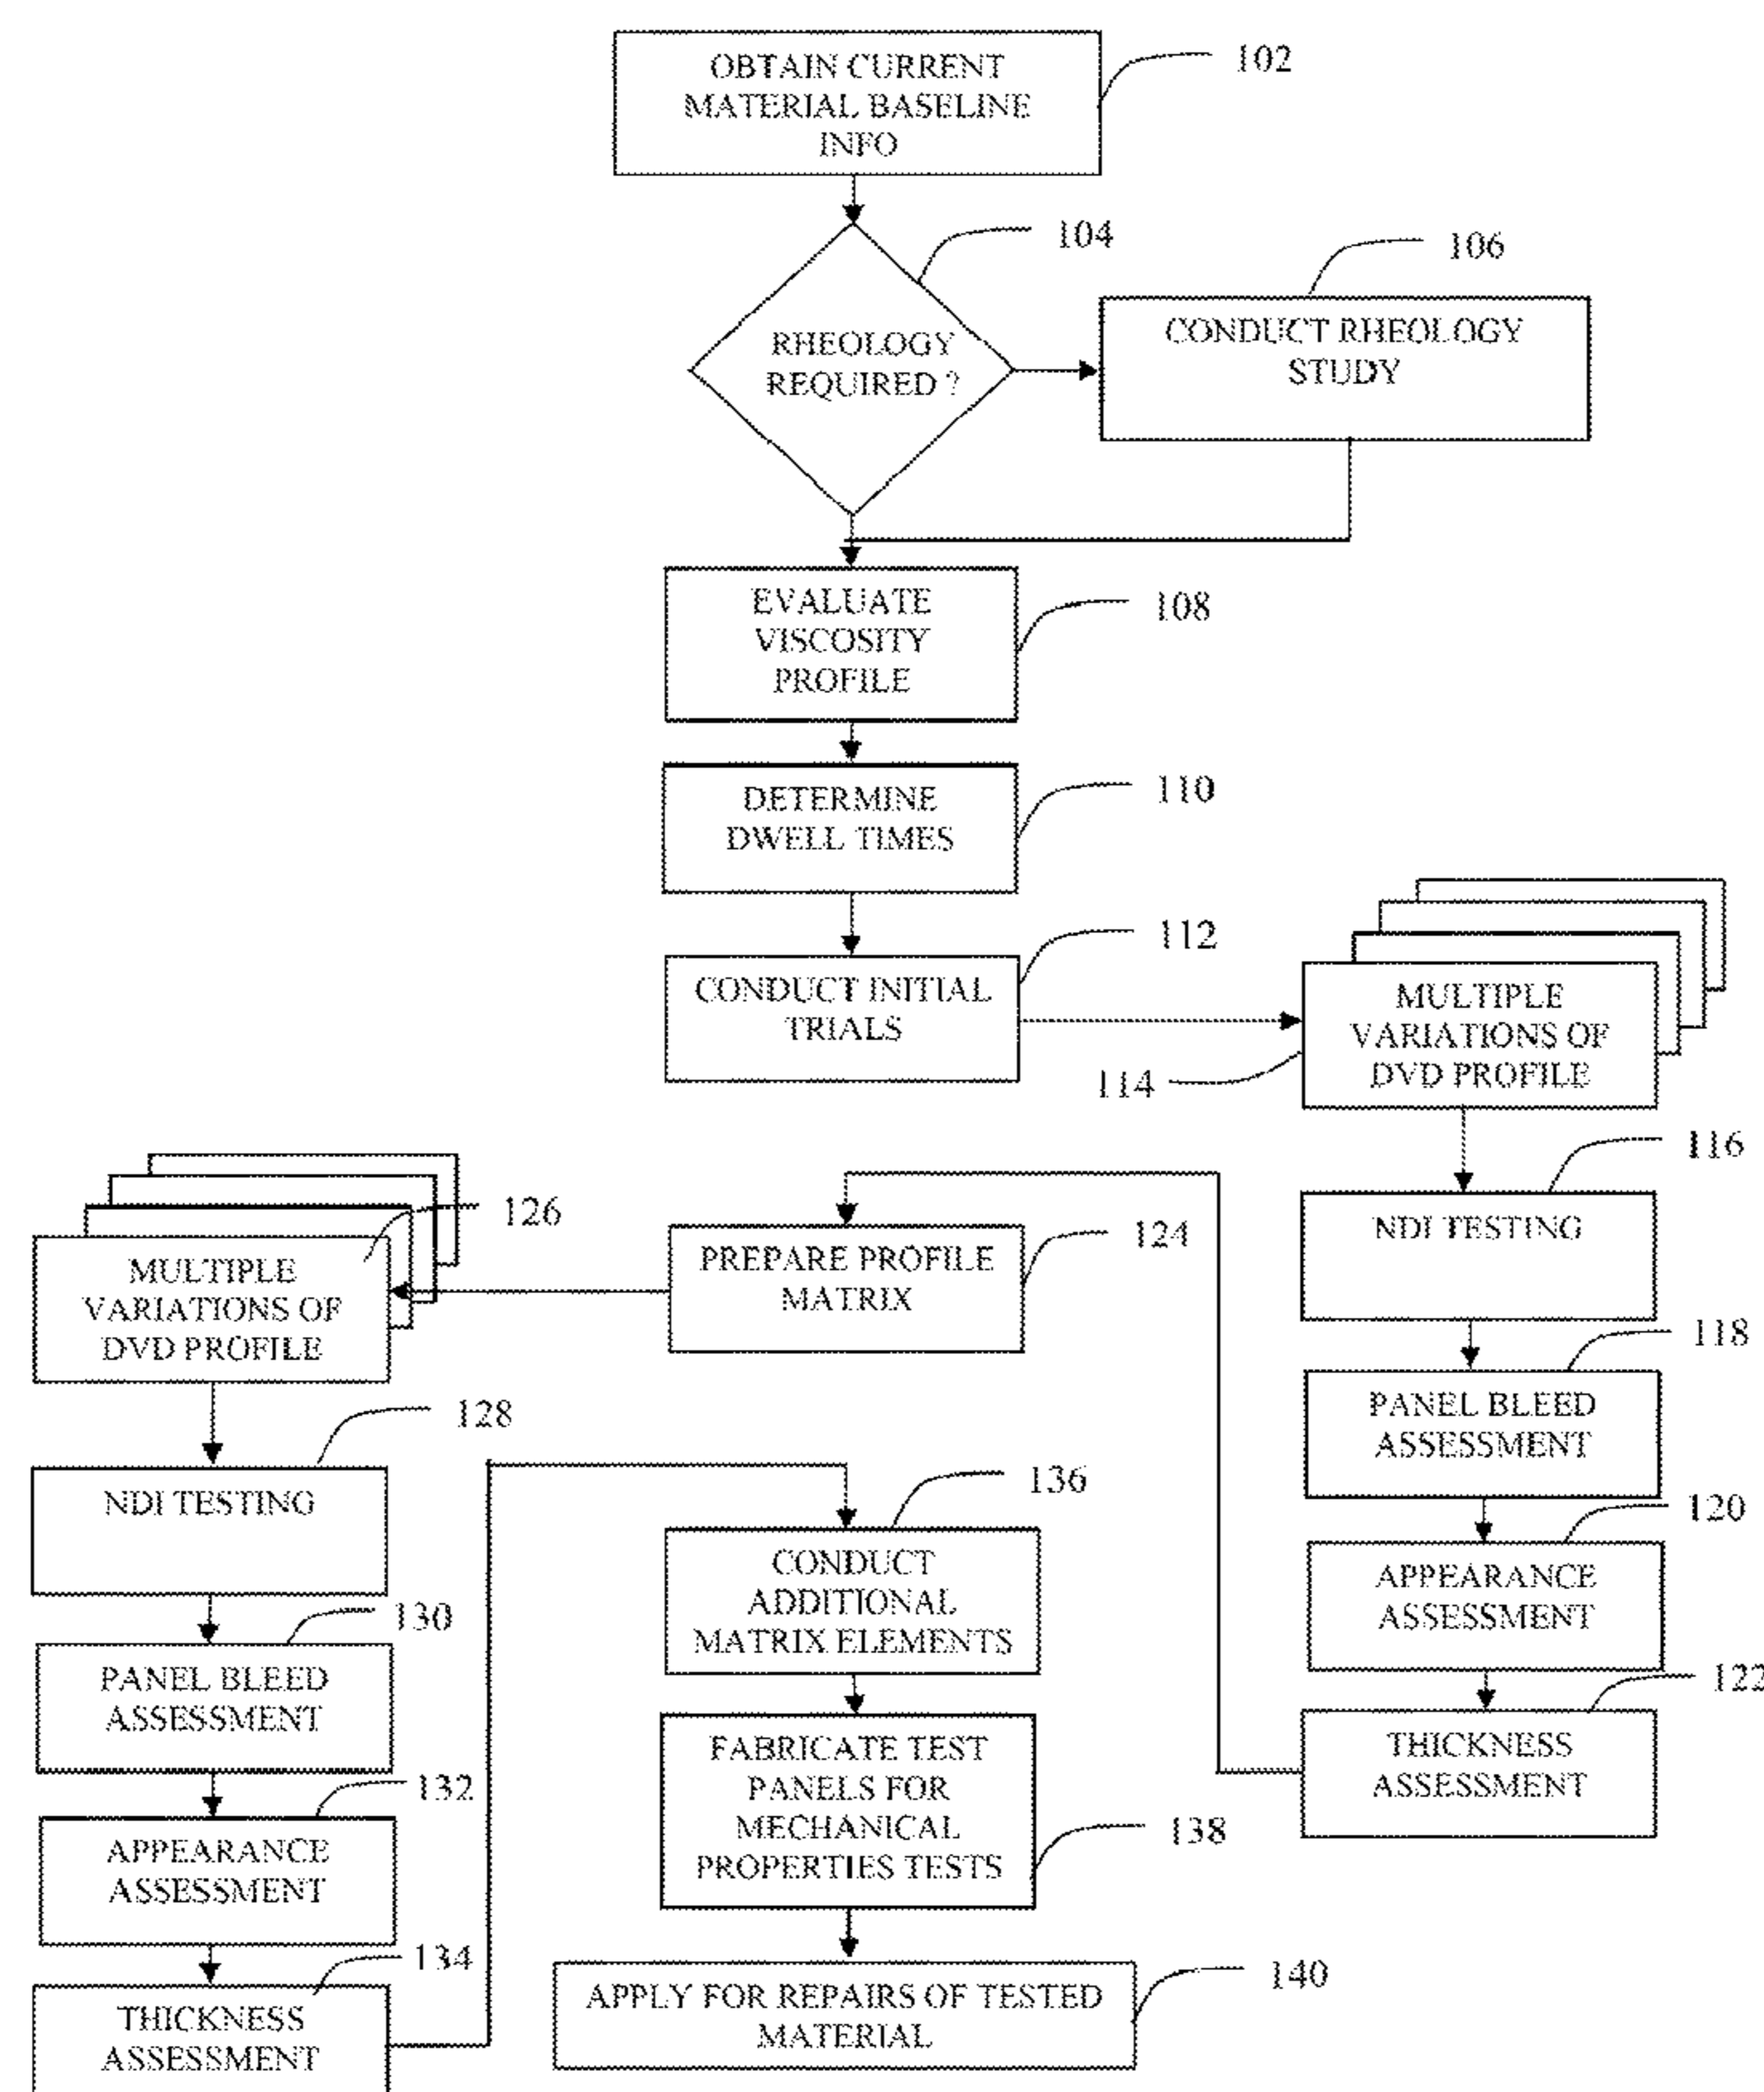 OBTAIN CURRENT
MATERIAL BASELINE
INFO
102
104
RHEOLOGY
REQUIRED ?
106
CONDUCT RHEOLOGY
STUDY
EVALUATE
VISCOSITY
PROFILE
108
DETERMINE
DWELL TIMES
110
CONDUCT INITIAL
TRIALS
112
MULTIPLE
VARIATIONS OF
DVD PROFILE
114
116
NDI TESTING
118
PANEL BLEED
ASSESSMENT
120
APPEARANCE
ASSESSMENT
122
THICKNESS
ASSESSMENT
PREPARE PROFILE
MATRIX
124
126
MULTIPLE
VARIATIONS OF
DVD PROFILE
128
NDI TESTING
130
PANEL BLEED
ASSESSMENT
132
APPEARANCE
ASSESSMENT
134
THICKNESS
ASSESSMENT
136
CONDUCT
ADDITIONAL
MATRIX ELEMENTS
FABRICATE TEST
PANELS FOR
MECHANICAL
PROPERTIES TESTS
138
APPLY FOR REPAIRS OF TESTED
MATERIAL
140